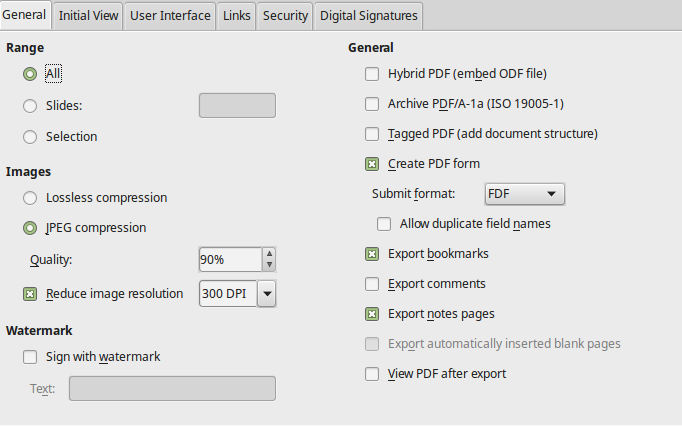 General Initial View User Interface Links Security Digital Signatures
Range
All
Slides:
Selection
Images
Lossless compression
JPEG compression
Quality: 90%
Reduce image resolution 300 DPI
Watermark
Sign with watermark
Text:
General
Hybrid PDF (embed ODF file)
Archive PDF/A-1a (ISO 19005-1)
Tagged PDF (add document structure)
Create PDF form
Submit format: FDF
Allow duplicate field names
Export bookmarks
Export comments
Export notes pages
Export automatically inserted blank pages
View PDF after export